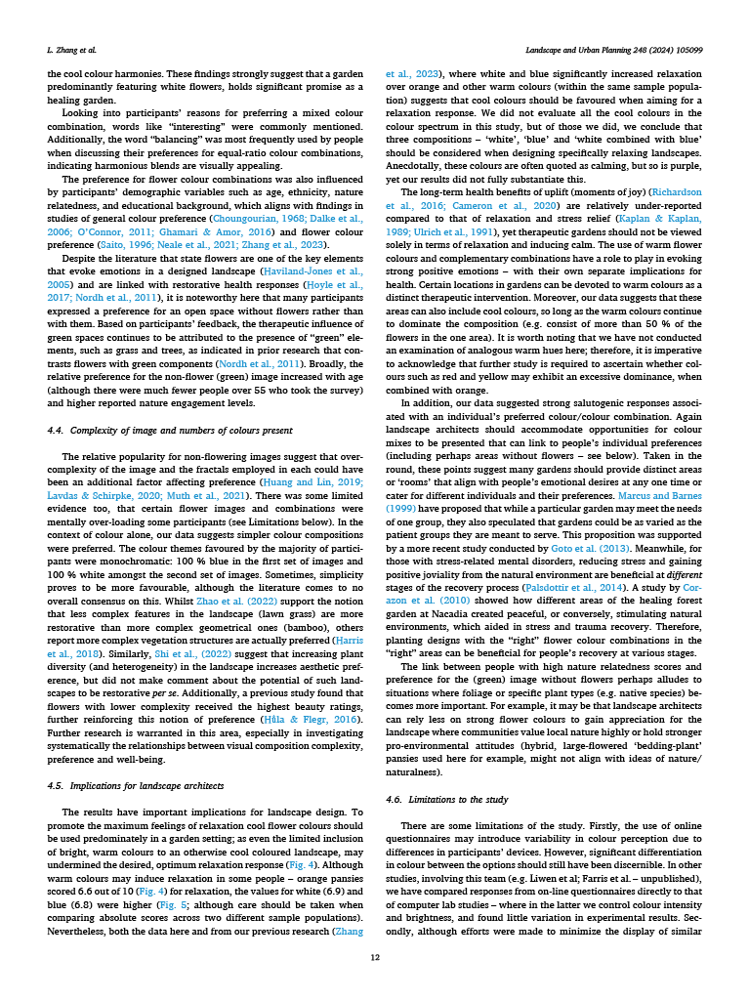 L. Zhang et al.
Landscape and Urban Planning 248 (2024) 105099
the cool colour harmonies. These findings strongly suggest that a garden
predominantly featuring white flowers, holds significant promise as a
healing garden.
Looking into participants' reasons for preferring a mixed colour
combination, words like “interesting” were commonly mentioned.
Additionally, the word “balancing” was most frequently used by people
when discussing their preferences for equal-ratio colour combinations,
indicating harmonious blends are visually appealing.
The preference for flower colour combinations was also influenced
by participants' demographic variables such as age, ethnicity, nature
relatedness, and educational background, which aligns with findings in
studies of general colour preference (Choungourian, 1968; Dalke et al.,
2006; O'Connor, 2011; Ghamari & Amor, 2016) and flower colour
preference (Saito, 1996; Neale et al., 2021; Zhang et al., 2023).
Despite the literature that state flowers are one of the key elements
that evoke emotions in a designed landscape (Haviland-Jones et al.,
2005) and are linked with restorative health responses (Hoyle et al.,
2017; Nordh et al., 2011), it is noteworthy here that many participants
expressed a preference for an open space without flowers rather than
with them. Based on participants' feedback, the therapeutic influence of
green spaces continues to be attributed to the presence of “green” ele-
ments, such as grass and trees, as indicated in prior research that con-
trasts flowers with green components (Nordh et al., 2011). Broadly, the
relative preference for the non-flower (green) image increased with age
(although there were much fewer people over 55 who took the survey)
and higher reported nature engagement levels.
4.4. Complexity of image and numbers of colours present
The relative popularity for non-flowering images suggest that over-
complexity of the image and the fractals employed in each could have
been an additional factor affecting preference (Huang and Lin, 2019;
Lavdas & Schirpke, 2020; Muth et al., 2021). There was some limited
evidence too, that certain flower images and combinations were
mentally over-loading some participants (see Limitations below). In the
context of colour alone, our data suggests simpler colour compositions
were preferred. The colour themes favoured by the majority of partici-
pants were monochromatic: 100 % blue in the first set of images and
100 % white amongst the second set of images. Sometimes, simplicity
proves to be more favourable, although the literature comes to no
overall consensus on this. Whilst Zhao et al. (2022) support the notion
that less complex features in the landscape (lawn grass) are more
restorative than more complex geometrical ones (bamboo), others
report more complex vegetation structures are actually preferred (Harris
et al., 2018). Similarly, Shi et al., (2022) suggest that increasing plant
diversity (and heterogeneity) in the landscape increases aesthetic pref-
erence, but did not make comment about the potential of such land-
scapes to be restorative per se. Additionally, a previous study found that
flowers with lower complexity received the highest beauty ratings,
further reinforcing this notion of preference (Hůla & Flegr, 2016).
Further research is warranted in this area, especially in investigating
systematically the relationships between visual composition complexity,
preference and well-being.
4.5. Implications for landscape architects
The results have important implications for landscape design. To
promote the maximum feelings of relaxation cool flower colours should
be used predominately in a garden setting; as even the limited inclusion
of bright, warm colours to an otherwise cool coloured landscape, may
undermined the desired, optimum relaxation response (Fig. 4). Although
warm colours may induce relaxation in some people – orange pansies
scored 6.6 out of 10 (Fig. 4) for relaxation, the values for white (6.9) and
blue (6.8) were higher (Fig. 5; although care should be taken when
comparing absolute scores across two different sample populations).
Nevertheless, both the data here and from our previous research (Zhang
et al., 2023), where white and blue significantly increased relaxation
over orange and other warm colours (within the same sample popula-
tion) suggests that cool colours should be favoured when aiming for a
relaxation response. We did not evaluate all the cool colours in the
colour spectrum in this study, but of those we did, we conclude that
three compositions – ‘white’, ‘blue’ and ‘white combined with blue’
should be considered when designing specifically relaxing landscapes.
Anecdotally, these colours are often quoted as calming, but so is purple,
yet our results did not fully substantiate this.
The long-term health benefits of uplift (moments of joy) (Richardson
et al., 2016; Cameron et al., 2020) are relatively under-reported
compared to that of relaxation and stress relief (Kaplan & Kaplan,
1989; Ulrich et al., 1991), yet therapeutic gardens should not be viewed
solely in terms of relaxation and inducing calm. The use of warm flower
colours and complementary combinations have a role to play in evoking
strong positive emotions – with their own separate implications for
health. Certain locations in gardens can be devoted to warm colours as a
distinct therapeutic intervention. Moreover, our data suggests that these
areas can also include cool colours, so long as the warm colours continue
to dominate the composition (e.g. consist of more than 50 % of the
flowers in the one area). It is worth noting that we have not conducted
an examination of analogous warm hues here; therefore, it is imperative
to acknowledge that further study is required to ascertain whether col-
ours such as red and yellow may exhibit an excessive dominance, when
combined with orange.
In addition, our data suggested strong salutogenic responses associ-
ated with an individual's preferred colour/colour combination. Again
landscape architects should accommodate opportunities for colour
mixes to be presented that can link to people's individual preferences
(including perhaps areas without flowers – see below). Taken in the
round, these points suggest many gardens should provide distinct areas
or ‘rooms’ that align with people's emotional desires at any one time or
cater for different individuals and their preferences. Marcus and Barnes
(1999) have proposed that while a particular garden may meet the needs
of one group, they also speculated that gardens could be as varied as the
patient groups they are meant to serve. This proposition was supported
by a more recent study conducted by Goto et al. (2013). Meanwhile, for
those with stress-related mental disorders, reducing stress and gaining
positive joviality from the natural environment are beneficial at different
stages of the recovery process (Palsdottir et al., 2014). A study by Cor-
azon et al. (2010) showed how different areas of the healing forest
garden at Nacadia created peaceful, or conversely, stimulating natural
environments, which aided in stress and trauma recovery. Therefore,
planting designs with the “right” flower colour combinations in the
“right” areas can be beneficial for people's recovery at various stages.
The link between people with high nature relatedness scores and
preference for the (green) image without flowers perhaps alludes to
situations where foliage or specific plant types (e.g. native species) be-
comes more important. For example, it may be that landscape architects
can rely less on strong flower colours to gain appreciation for the
landscape where communities value local nature highly or hold stronger
pro-environmental attitudes (hybrid, large-flowered ‘bedding-plant’
pansies used here for example, might not align with ideas of nature/
naturalness).
4.6. Limitations to the study
There are some limitations of the study. Firstly, the use of online
questionnaires may introduce variability in colour perception due to
differences in participants' devices. However, significant differentiation
in colour between the options should still have been discernible. In other
studies, involving this team (e.g. Liwen et al; Farris et al. – unpublished),
we have compared responses from on-line questionnaires directly to that
of computer lab studies – where in the latter we control colour intensity
and brightness, and found little variation in experimental results. Sec-
ondly, although efforts were made to minimize the display of similar
12